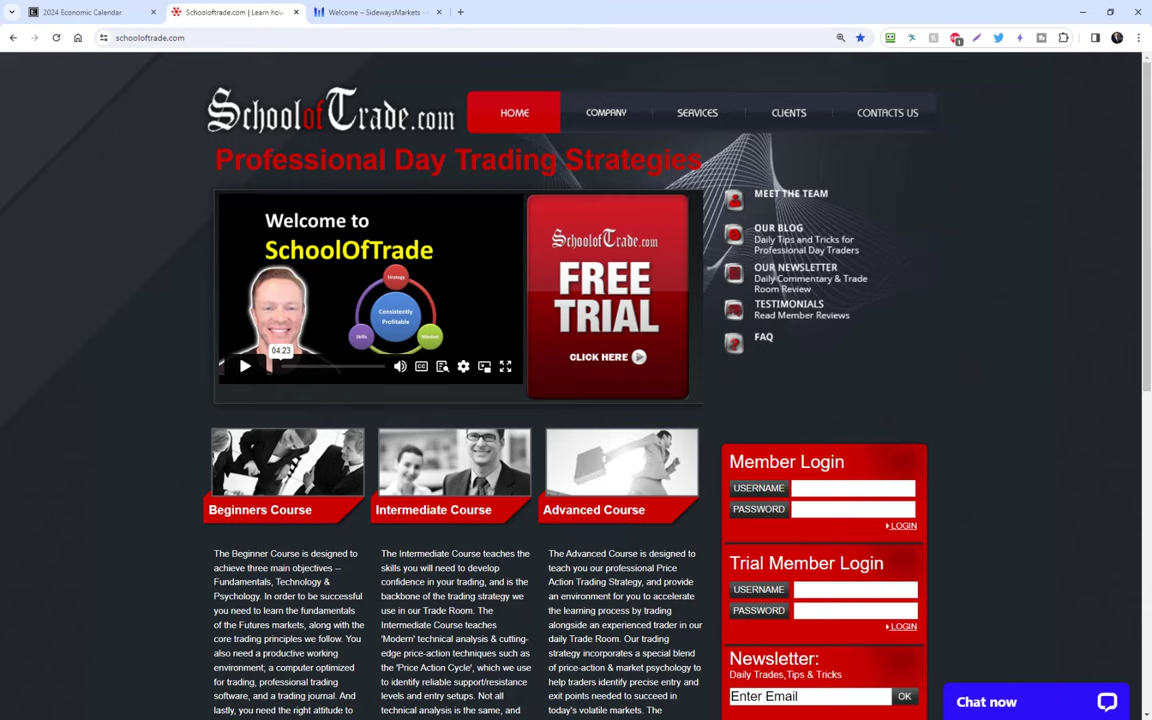 2024 Economic Calendar
Schooloftrade.com | Learn how
Welcome – SidewaysMarkets -
schooloftrade.com
1
SchoolofTrade.com
HOME
COMPANY
SERVICES
CLIENTS
CONTACTS US
Professional Day Trading Strategies
Welcome to
SchoolOfTrade
Strategy
Consistently
Profitable
Skills
Mindset
04:23
CC
SchoolofTrade.com
FREE
TRIAL
CLICK HERE
MEET THE TEAM
OUR BLOG
Daily Tips and Tricks for
Professional Day Traders
OUR NEWSLETTER
Daily Commentary & Trade
Room Review
TESTIMONIALS
Read Member Reviews
FAQ
Beginners Course
Intermediate Course
Advanced Course
The Beginner Course is designed to
achieve three main objectives --
Fundamentals, Technology &
Psychology. In order to be successful
you need to learn the fundamentals
of the Futures markets, along with the
core trading principles we follow. You
also need a productive working
environment; a computer optimized
for trading, professional trading
software, and a trading journal. And
lastly, you need the right attitude to
The Intermediate Course teaches the
skills you will need to develop
confidence in your trading, and is the
backbone of the trading strategy we
use in our Trade Room. The
Intermediate Course teaches
'Modern' technical analysis & cutting-
edge price-action techniques such as
the 'Price Action Cycle', which we use
to identify reliable support/resistance
levels and entry setups. Not all
technical analysis is the same, and
The Advanced Course is designed to
teach you our professional Price
Action Trading Strategy, and provide
an environment for you to accelerate
the learning process by trading
alongside an experienced trader in our
daily Trade Room. Our trading
strategy incorporates a special blend
of price-action & market psychology to
help traders identify precise entry and
exit points needed to succeed in
today's volatile markets. The
Member Login
USERNAME
PASSWORD
LOGIN
Trial Member Login
USERNAME
PASSWORD
LOGIN
Newsletter:
Daily Trades,Tips & Tricks
Enter Email
OK
Chat now